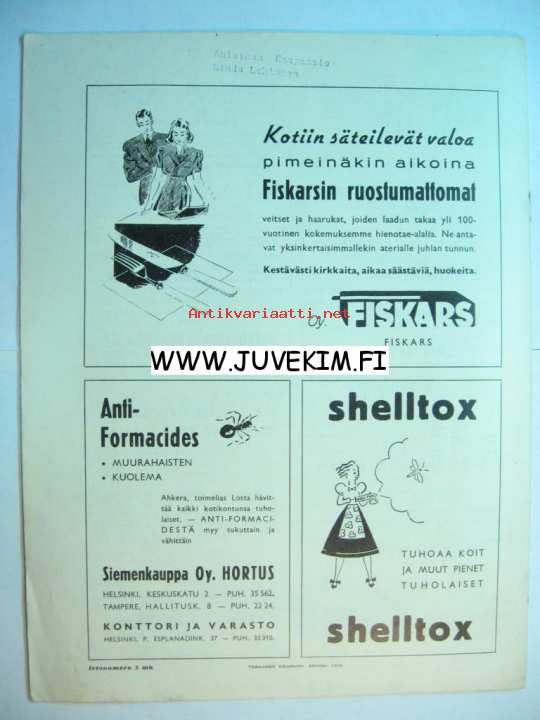 Kotiin säteilevät valoa
pimeinäkin aikoina
Fiskarsin ruostumattomat
veitset ja haarukat, joiden laadun takaa yli 100-
vuotinen kokemuksemme hienotae-alalla. Ne anta-
vat yksinkertaisimmallekin aterialle juhlan tunnun.
Kestävästi kirkkaita, aikaa säästäviä, huokeita.
Antikvariaatti.net
Oy. FISKARS
FISKARS
WWW.JUVEKIM.FI
Anti-
Formacides
• MUURAHAISTEN
• KUOLEMA
Ahkera, toimelias Lotta hävit-
tää kaikki kotikontunsa tuho-
laiset. — ANTI-FORMACI-
DESTÄ myy tukuttain ja
vähittäin
Siemenkauppa Oy. HORTUS
HELSINKI, KESKUSKATU 2 — PUH. 35 562.
TAMPERE, HALLITUSK. 8 — PUH. 22 24.
KONTTORI JA VARASTO
HELSINKI, P. ESPLANADINK. 37 — PUH. 32 310.
shelltox
TUHOAA KOIT
JA MUUT PIENET
TUHOLAISET
shelltox
Irtonumero 3 mk